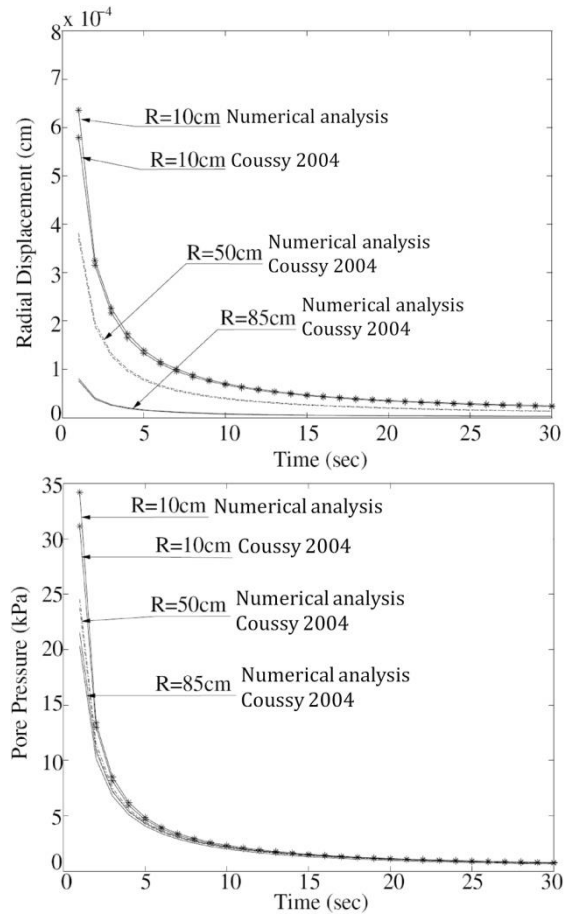 x 10⁻⁴
8
7
6
5
4
3
2
1
0
Radial Displacement (cm)
R=10cm Numerical analysis
R=10cm Coussy 2004
R=50cm Numerical analysis
Coussy 2004
R=85cm Numerical analysis
Coussy 2004
0 5 10 15 20 25 30
Time (sec)
35
30
25
20
15
10
5
0
Pore Pressure (kPa)
R=10cm Numerical analysis
R=10cm Coussy 2004
R=50cm Numerical analysis
Coussy 2004
R=85cm Numerical analysis
Coussy 2004
0 5 10 15 20 25 30
Time (sec)